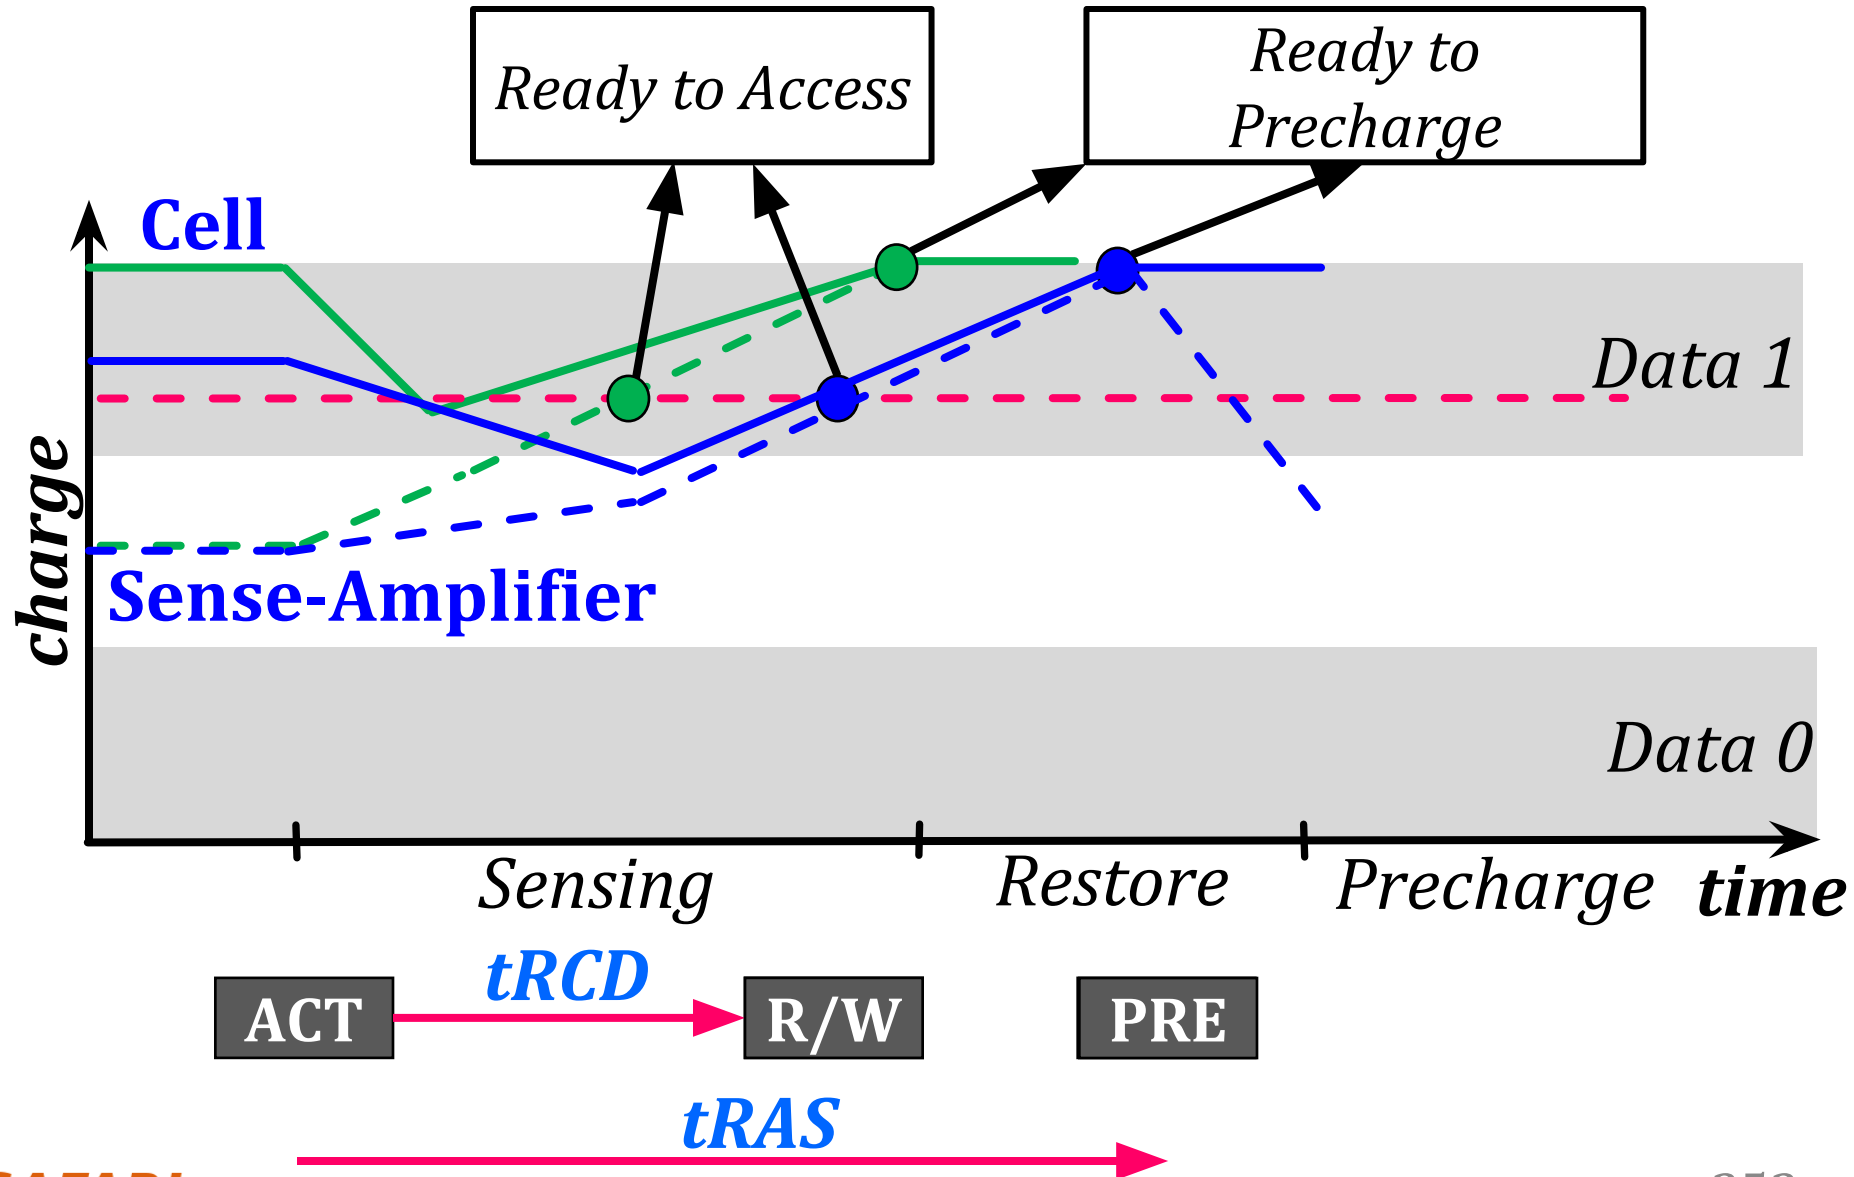 Ready to Access
Ready to
Precharge
Cell
Data 1
charge
Sense-Amplifier
Data 0
Sensing
Restore
Precharge
time
tRCD
ACT
R/W
PRE
tRAS